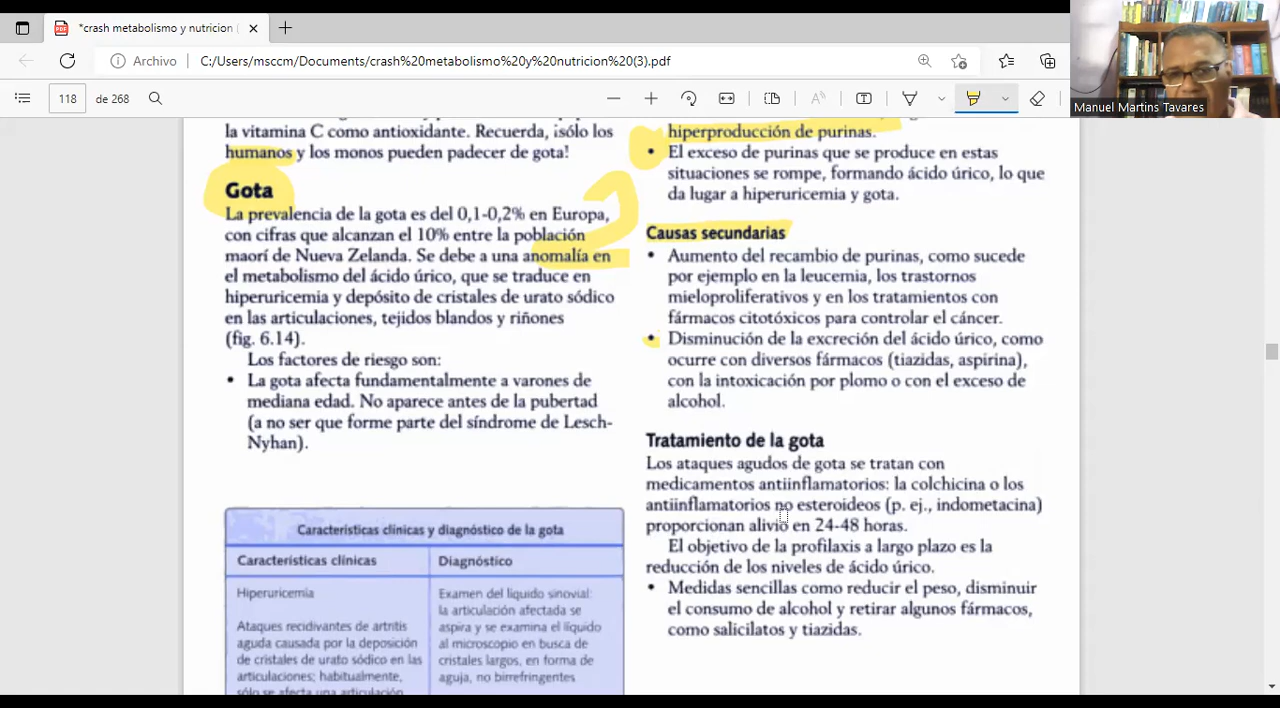 *crash metabolismo y nutricion (
Archivo
C:/Users/msccm/Documents/crash%20metabolismo%20y%20nutricion%20(3).pdf
118
de 268
Manuel Martins Tavares
la vitamina C como antioxidante. Recuerda, ¡sólo los
humanos y los monos pueden padecer de gota!
Gota
La prevalencia de la gota es del 0,1-0,2% en Europa,
con cifras que alcanzan el 10% entre la población
maorí de Nueva Zelanda. Se debe a una anomalía en
el metabolismo del ácido úrico, que se traduce en
hiperuricemia y depósito de cristales de urato sódico
en las articulaciones, tejidos blandos y riñones
(fig. 6.14).
Los factores de riesgo son:
• La gota afecta fundamentalmente a varones de
mediana edad. No aparece antes de la pubertad
(a no ser que forme parte del síndrome de Lesch-
Nyhan).
Características clínicas y diagnóstico de la gota
Características clínicas
Diagnóstico
Hiperuricemia
Ataques recidivantes de artritis
aguda causada por la deposición
de cristales de urato sódico en las
articulaciones; habitualmente,
sólo se afecta una articulación
Examen del líquido sinovial:
la articulación afectada se
aspira y se examina el líquido
al microscopio en busca de
cristales largos, en forma de
aguja, no birrefringentes
2
hiperproducción de purinas.
• El exceso de purinas que se produce en estas
situaciones se rompe, formando ácido úrico, lo que
da lugar a hiperuricemia y gota.
Causas secundarias
• Aumento del recambio de purinas, como sucede
por ejemplo en la leucemia, los trastornos
mieloproliferativos y en los tratamientos con
fármacos citotóxicos para controlar el cáncer.
• Disminución de la excreción del ácido úrico, como
ocurre con diversos fármacos (tiazidas, aspirina),
con la intoxicación por plomo o con el exceso de
alcohol.
Tratamiento de la gota
Los ataques agudos de gota se tratan con
medicamentos antiinflamatorios: la colchicina o los
antiinflamatorios no esteroideos (p. ej., indometacina)
proporcionan alivio en 24-48 horas.
El objetivo de la profilaxis a largo plazo es la
reducción de los niveles de ácido úrico.
• Medidas sencillas como reducir el peso, disminuir
el consumo de alcohol y retirar algunos fármacos,
como salicilatos y tiazidas.